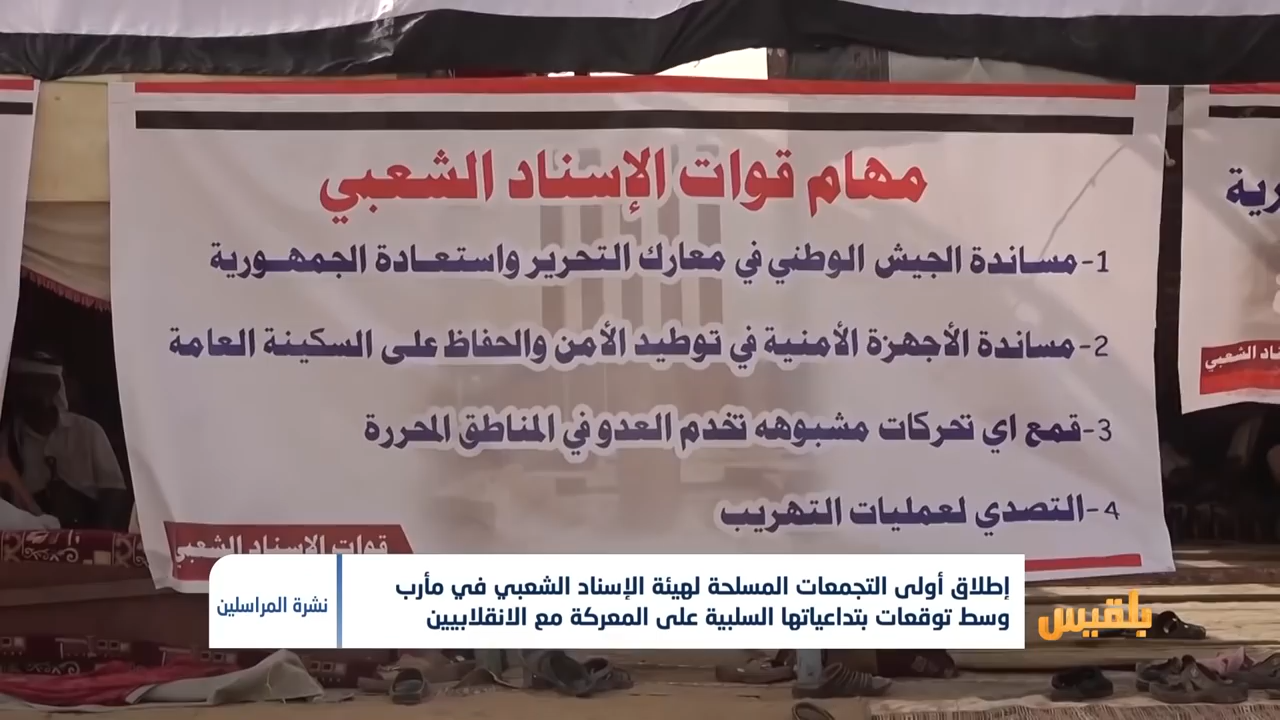 مهام قوات الإسناد الشعبي
1- مساندة الجيش الوطني في معارك التحرير واستعادة الجمهورية
2- مساندة الأجهزة الأمنية في توطيد الأمن والحفاظ على السكينة العامة
3- قمع اي تحركات مشبوهه تخدم العدو في المناطق المحررة
4- التصدي لعمليات التهريب
قوات الإسناد الشعبي
الشعبي
إطلاق أولى التجمعات المسلحة لهيئة الإسناد الشعبي في مأرب
وسط توقعات بتداعياتها السلبية على المعركة مع الانقلابيين
نشرة المراسلين
بلقيس